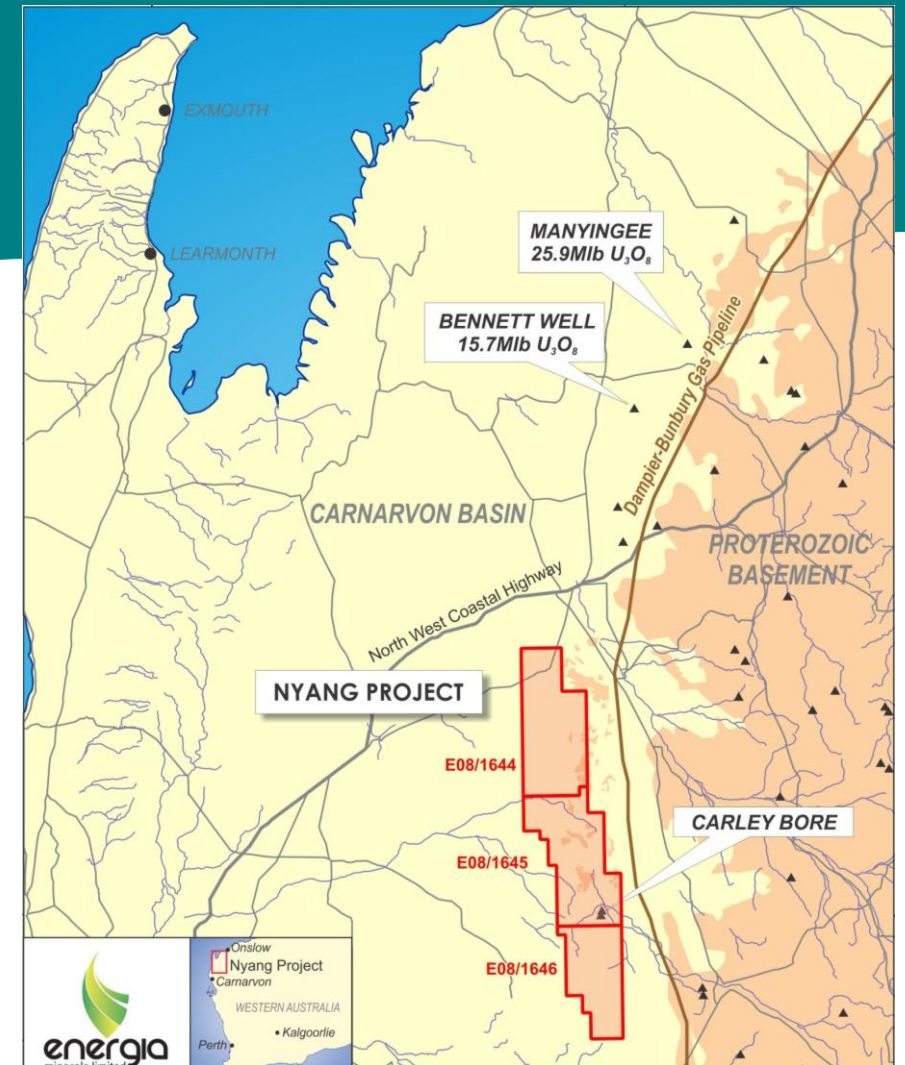 EXMOUTH
LEARMONTH
MANYINGEE
25.9Mlb U₃O₈
BENNETT WELL
15.7Mlb U₃O₈
Dampier-Bunbury Gas Pipeline
CARNARVON BASIN
PROTEROZOIC
BASEMENT
North West Coastal Highway
NYANG PROJECT
E08/1644
CARLEY BORE
E08/1645
E08/1646
Onslow
Nyang Project
Carnarvon
WESTERN AUSTRALIA
Kalgoorlie
Perth
energia
minerals limited